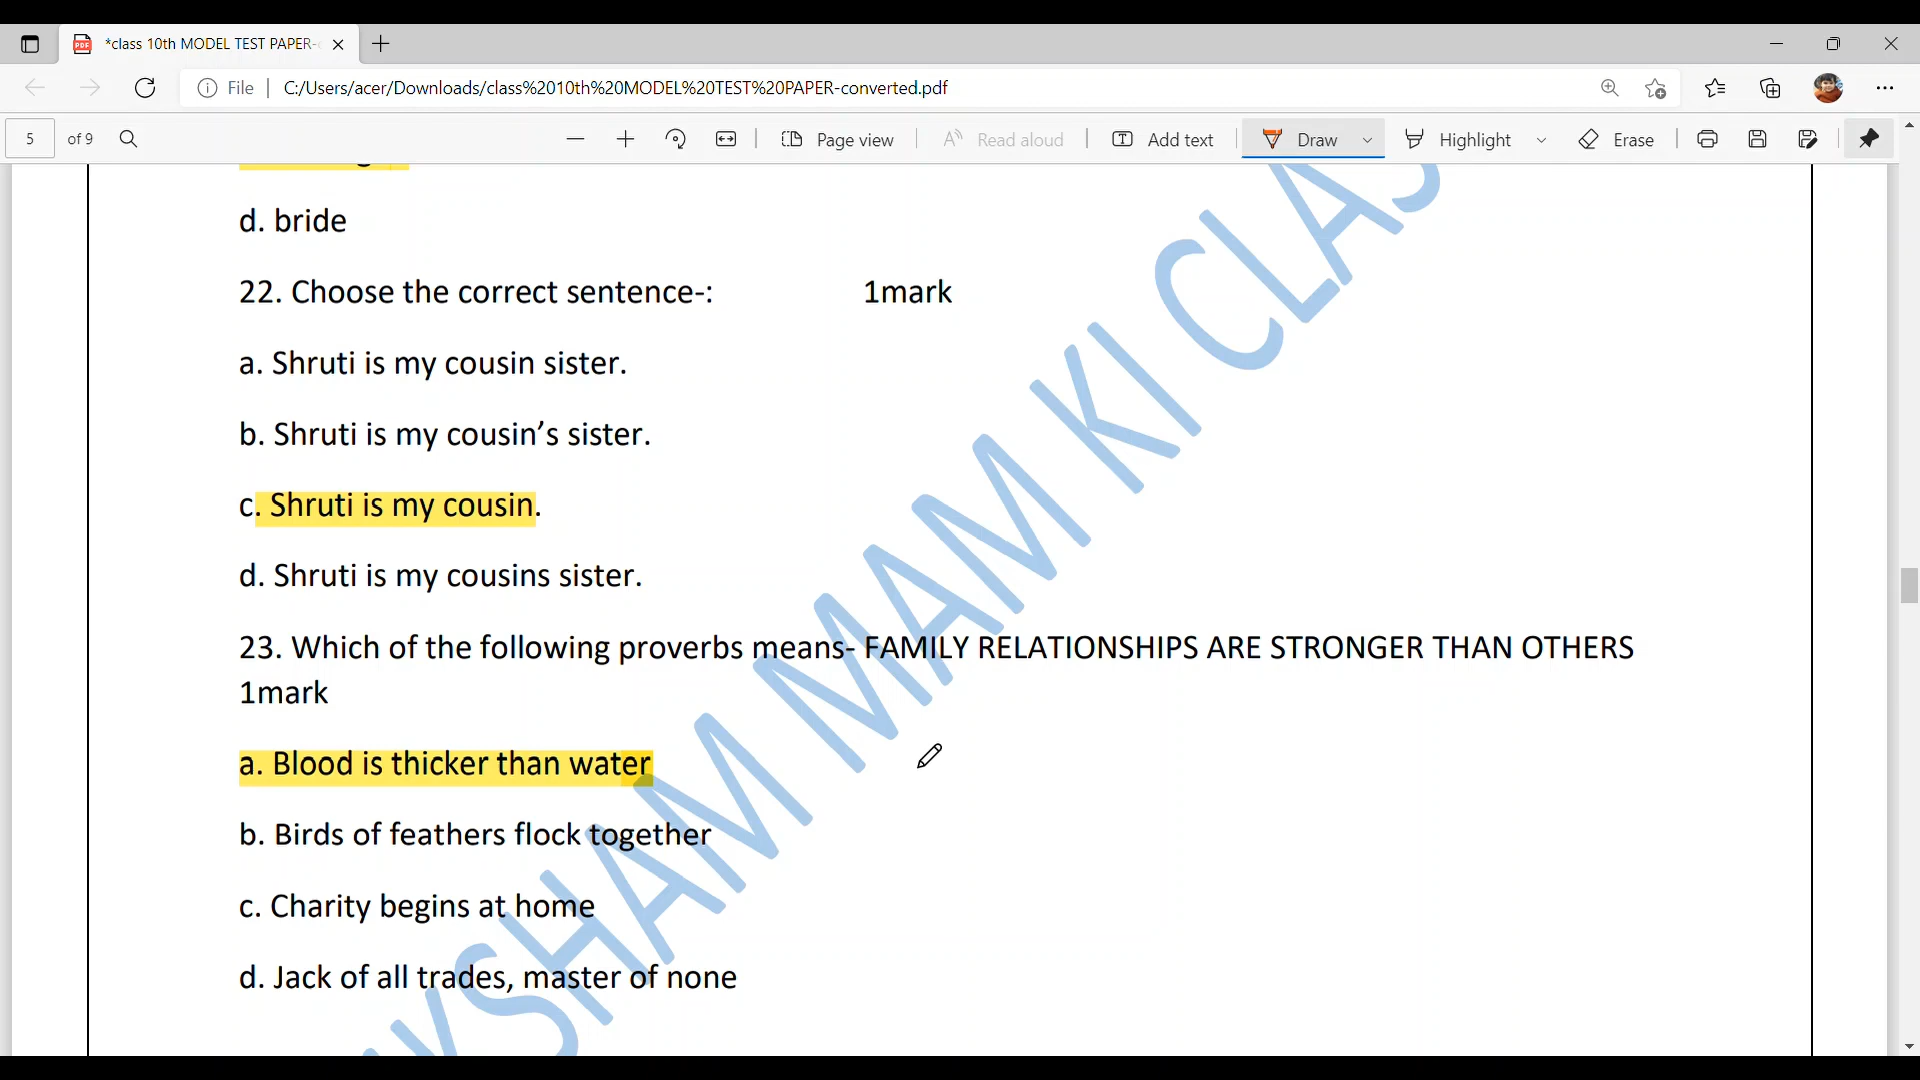 *class 10th MODEL TEST PAPER-
File
C:/Users/acer/Downloads/class%2010th%20MODEL%20TEST%20PAPER-converted.pdf
5 of 9 Page view Read aloud Add text Draw Highlight Erase
d. bride
22. Choose the correct sentence-: 1mark
a. Shruti is my cousin sister.
b. Shruti is my cousin’s sister.
c. Shruti is my cousin.
d. Shruti is my cousins sister.
23. Which of the following proverbs means- FAMILY RELATIONSHIPS ARE STRONGER THAN OTHERS
1mark
a. Blood is thicker than water
b. Birds of feathers flock together
c. Charity begins at home
d. Jack of all trades, master of none
MAM KI